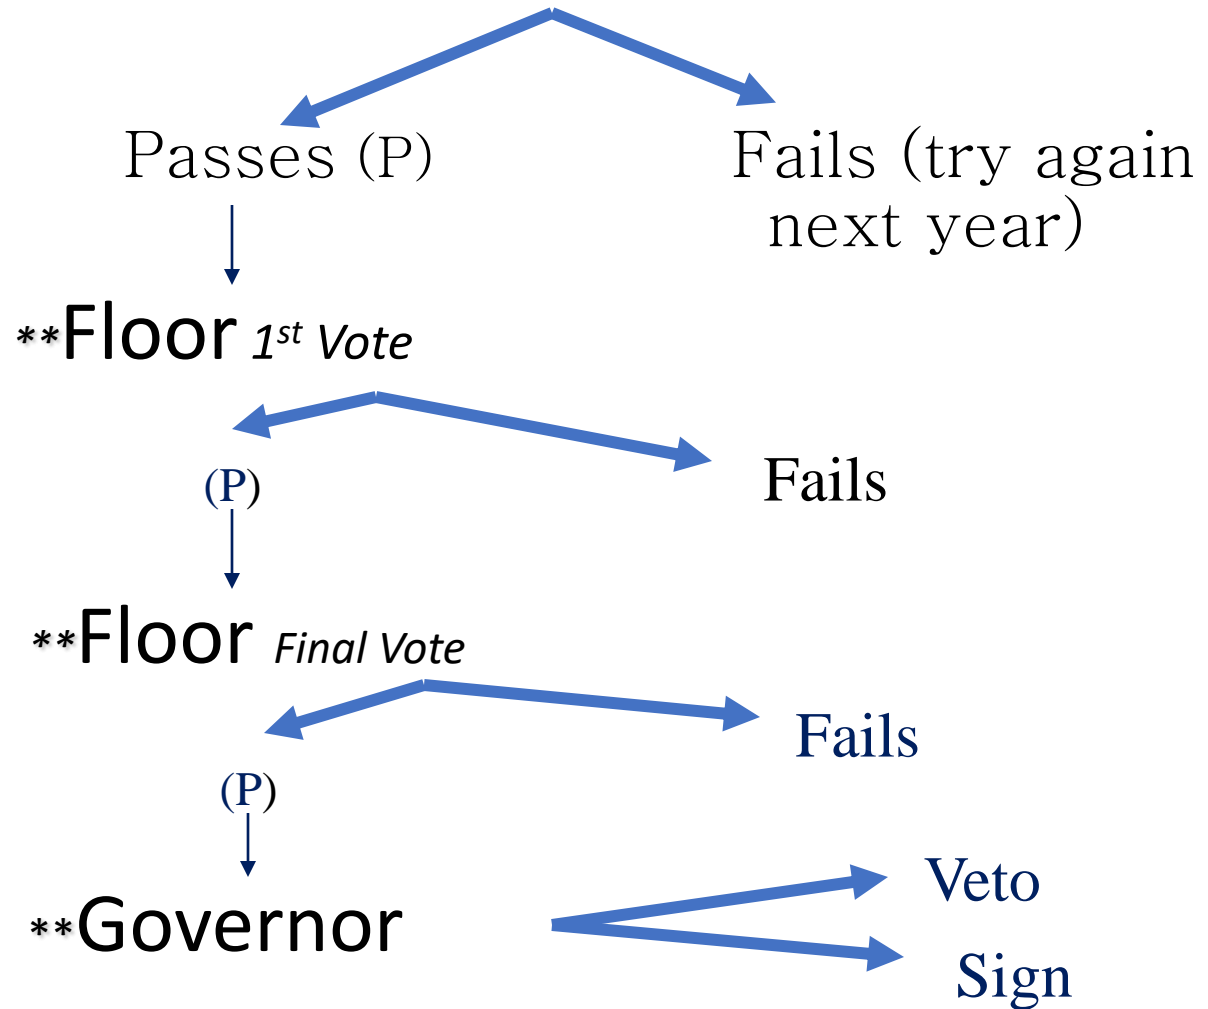 Passes (P)
Fails (try again
next year)
**Floor 1st Vote
(P)
Fails
**Floor Final Vote
Fails
(P)
Veto
**Governor
Sign